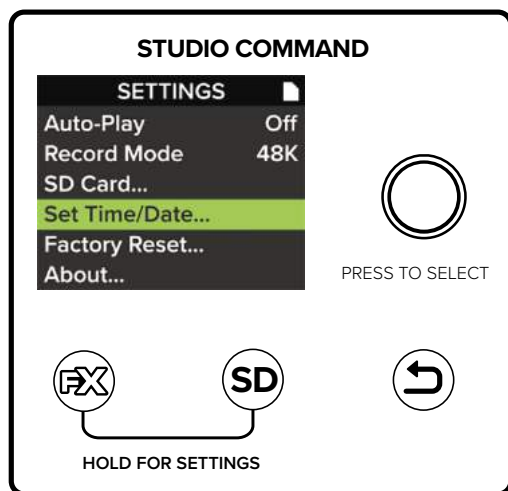 STUDIO COMMAND
SETTINGS
Auto-Play Off
Record Mode 48K
SD Card...
Set Time/Date...
Factory Reset...
About...
PRESS TO SELECT
FX SD
HOLD FOR SETTINGS